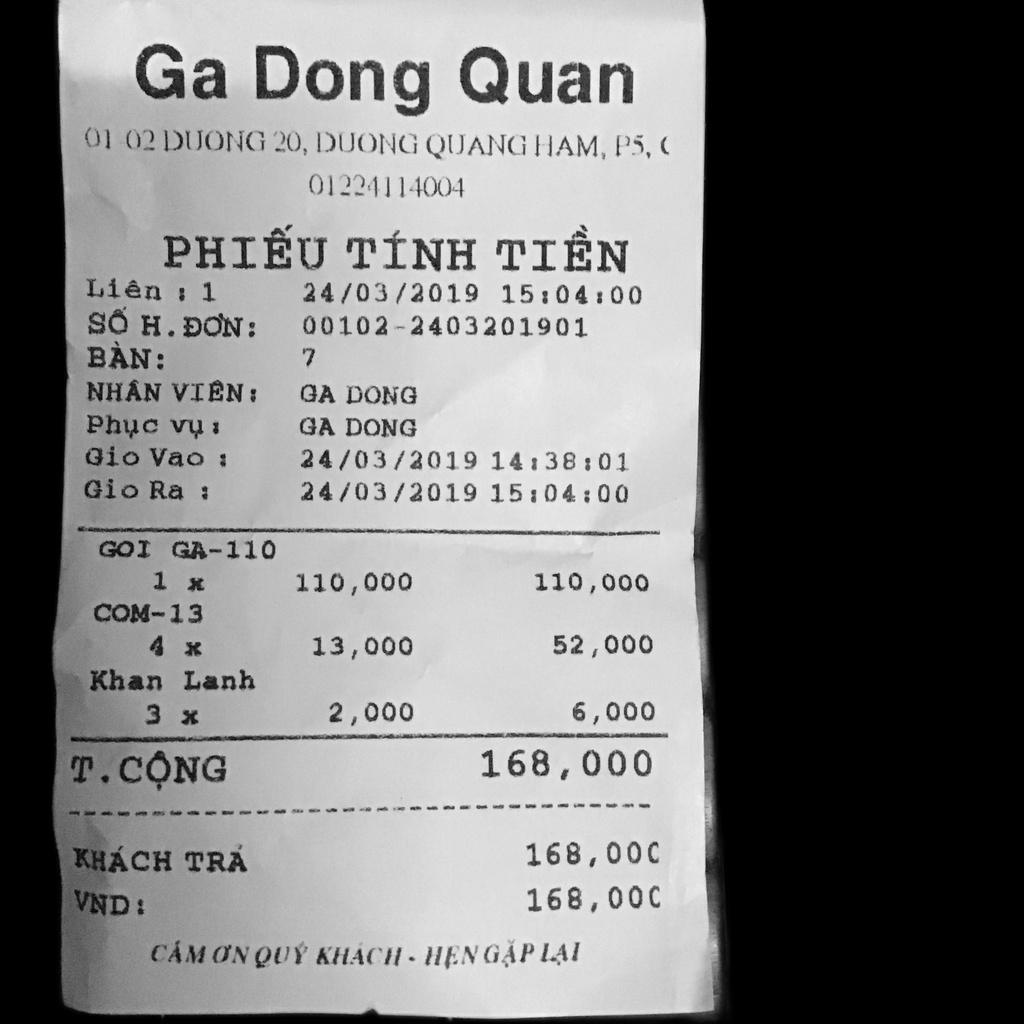 Ga Dong Quan
01-02 DUONG 20, DUONG QUANG HAM, P5,
01224114004
PHIẾU TÍNH TIỀN
Liên : 1 24/03/2019 15:04:00
SỐ H.ĐƠN: 00102-2403201901
BÀN: 7
NHÂN VIÊN: GA DONG
Phục vụ: GA DONG
Gio Vao : 24/03/2019 14:38:01
Gio Ra : 24/03/2019 15:04:00
GOI GA-110
1 x 110,000 110,000
COM-13
4 x 13,000 52,000
Khan Lanh
3 x 2,000 6,000
T.CỘNG 168,000
KHÁCH TRẢ 168,000
VND: 168,000
CẢM ƠN QUÝ KHÁCH - HẸN GẶP LẠI